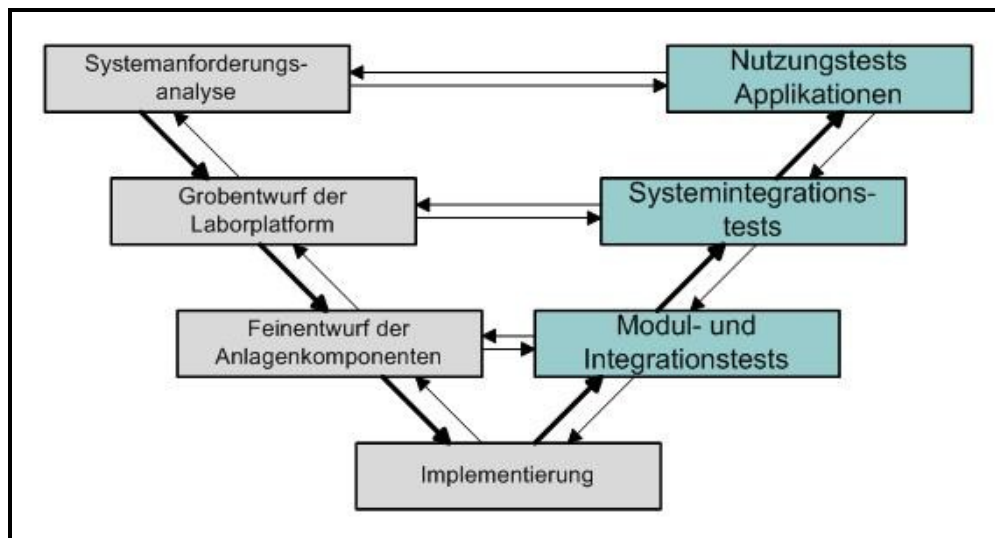 Systemanforderungs-
analyse
Nutzungstests
Applikationen
Grobentwurf der
Laborplatform
Systemintegrations-
tests
Feinentwurf der
Anlagenkomponenten
Modul- und
Integrationstests
Implementierung